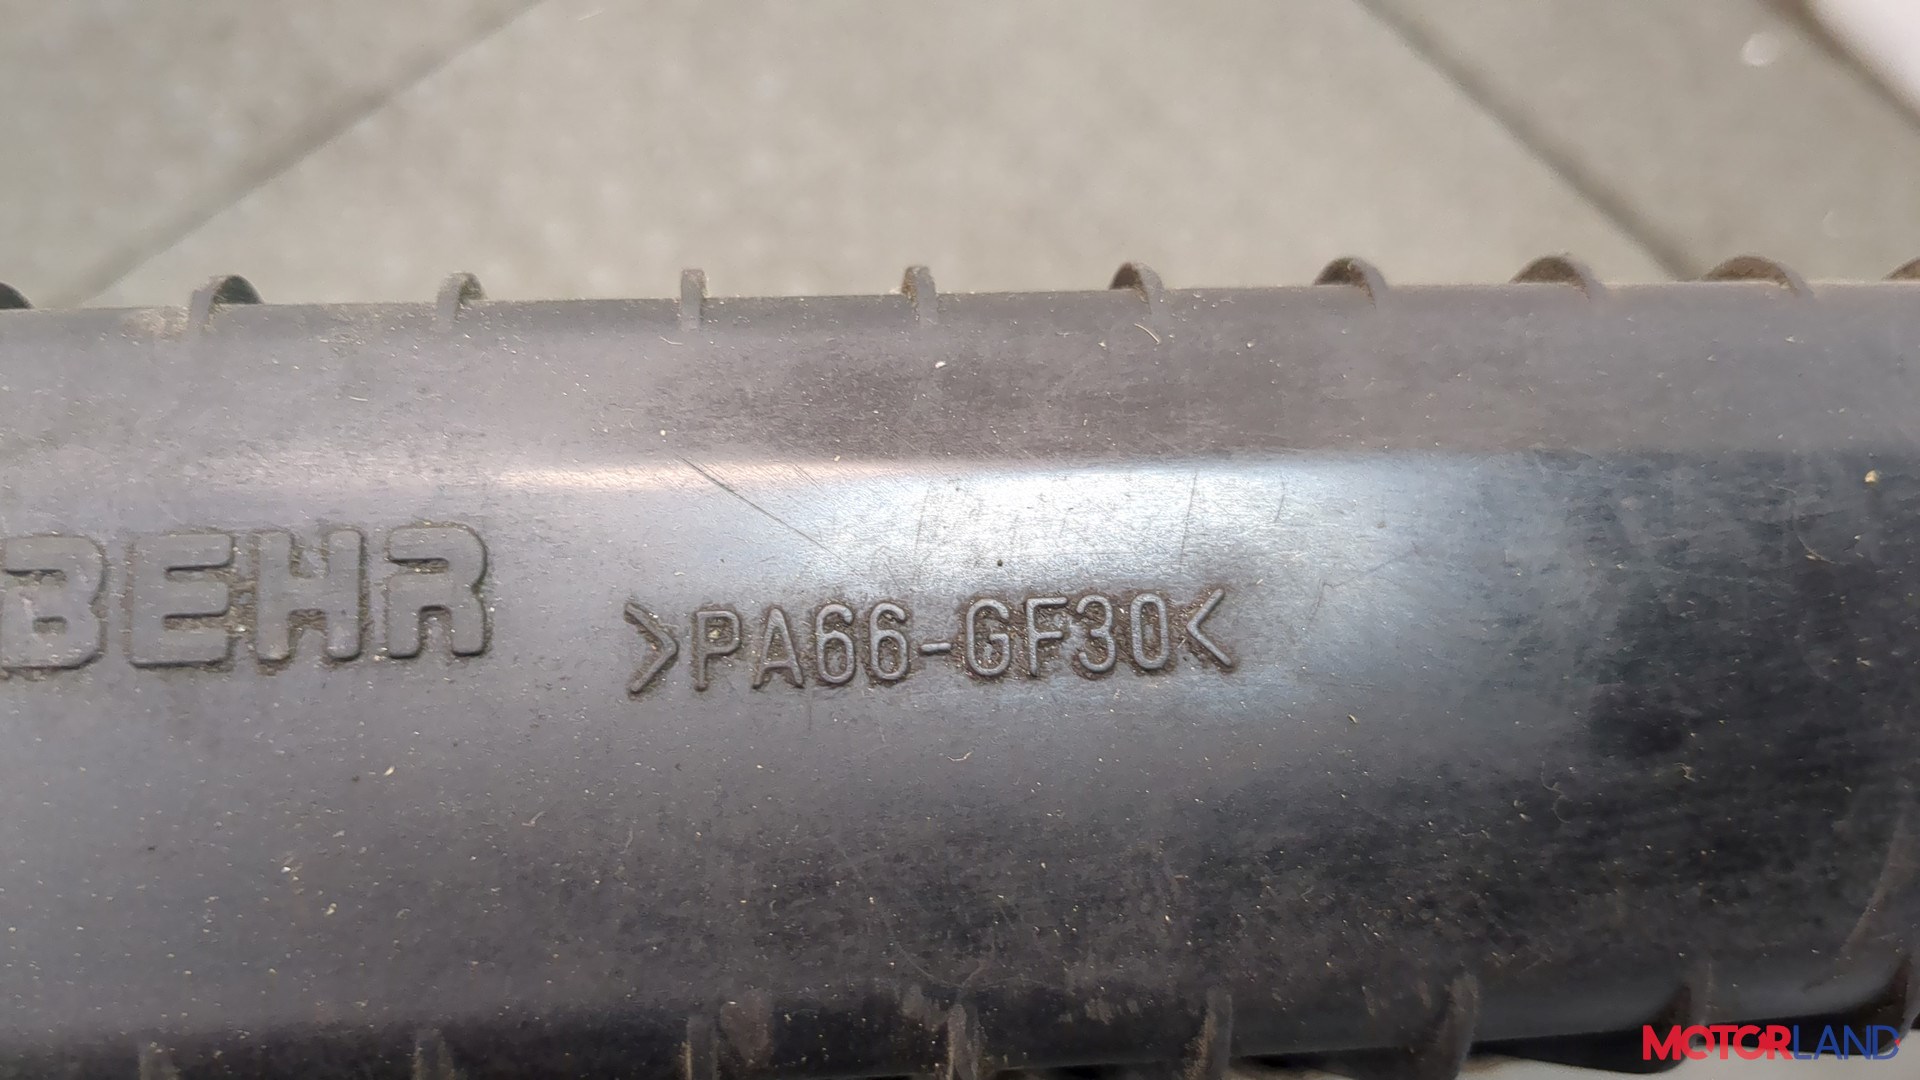 BEHR
>PA66-GF30<
MOTORLAND